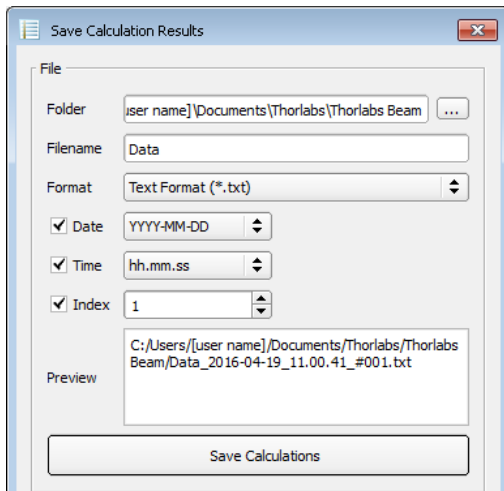 Save Calculation Results
File
Folder
user name]\Documents\Thorlabs\Thorlabs Beam
...
Filename
Data
Format
Text Format (*.txt)
Date
YYYY-MM-DD
Time
hh.mm.ss
Index
1
Preview
C:/Users/[user name]/Documents/Thorlabs/Thorlabs
Beam/Data_2016-04-19_11.00.41_#001.txt
Save Calculations